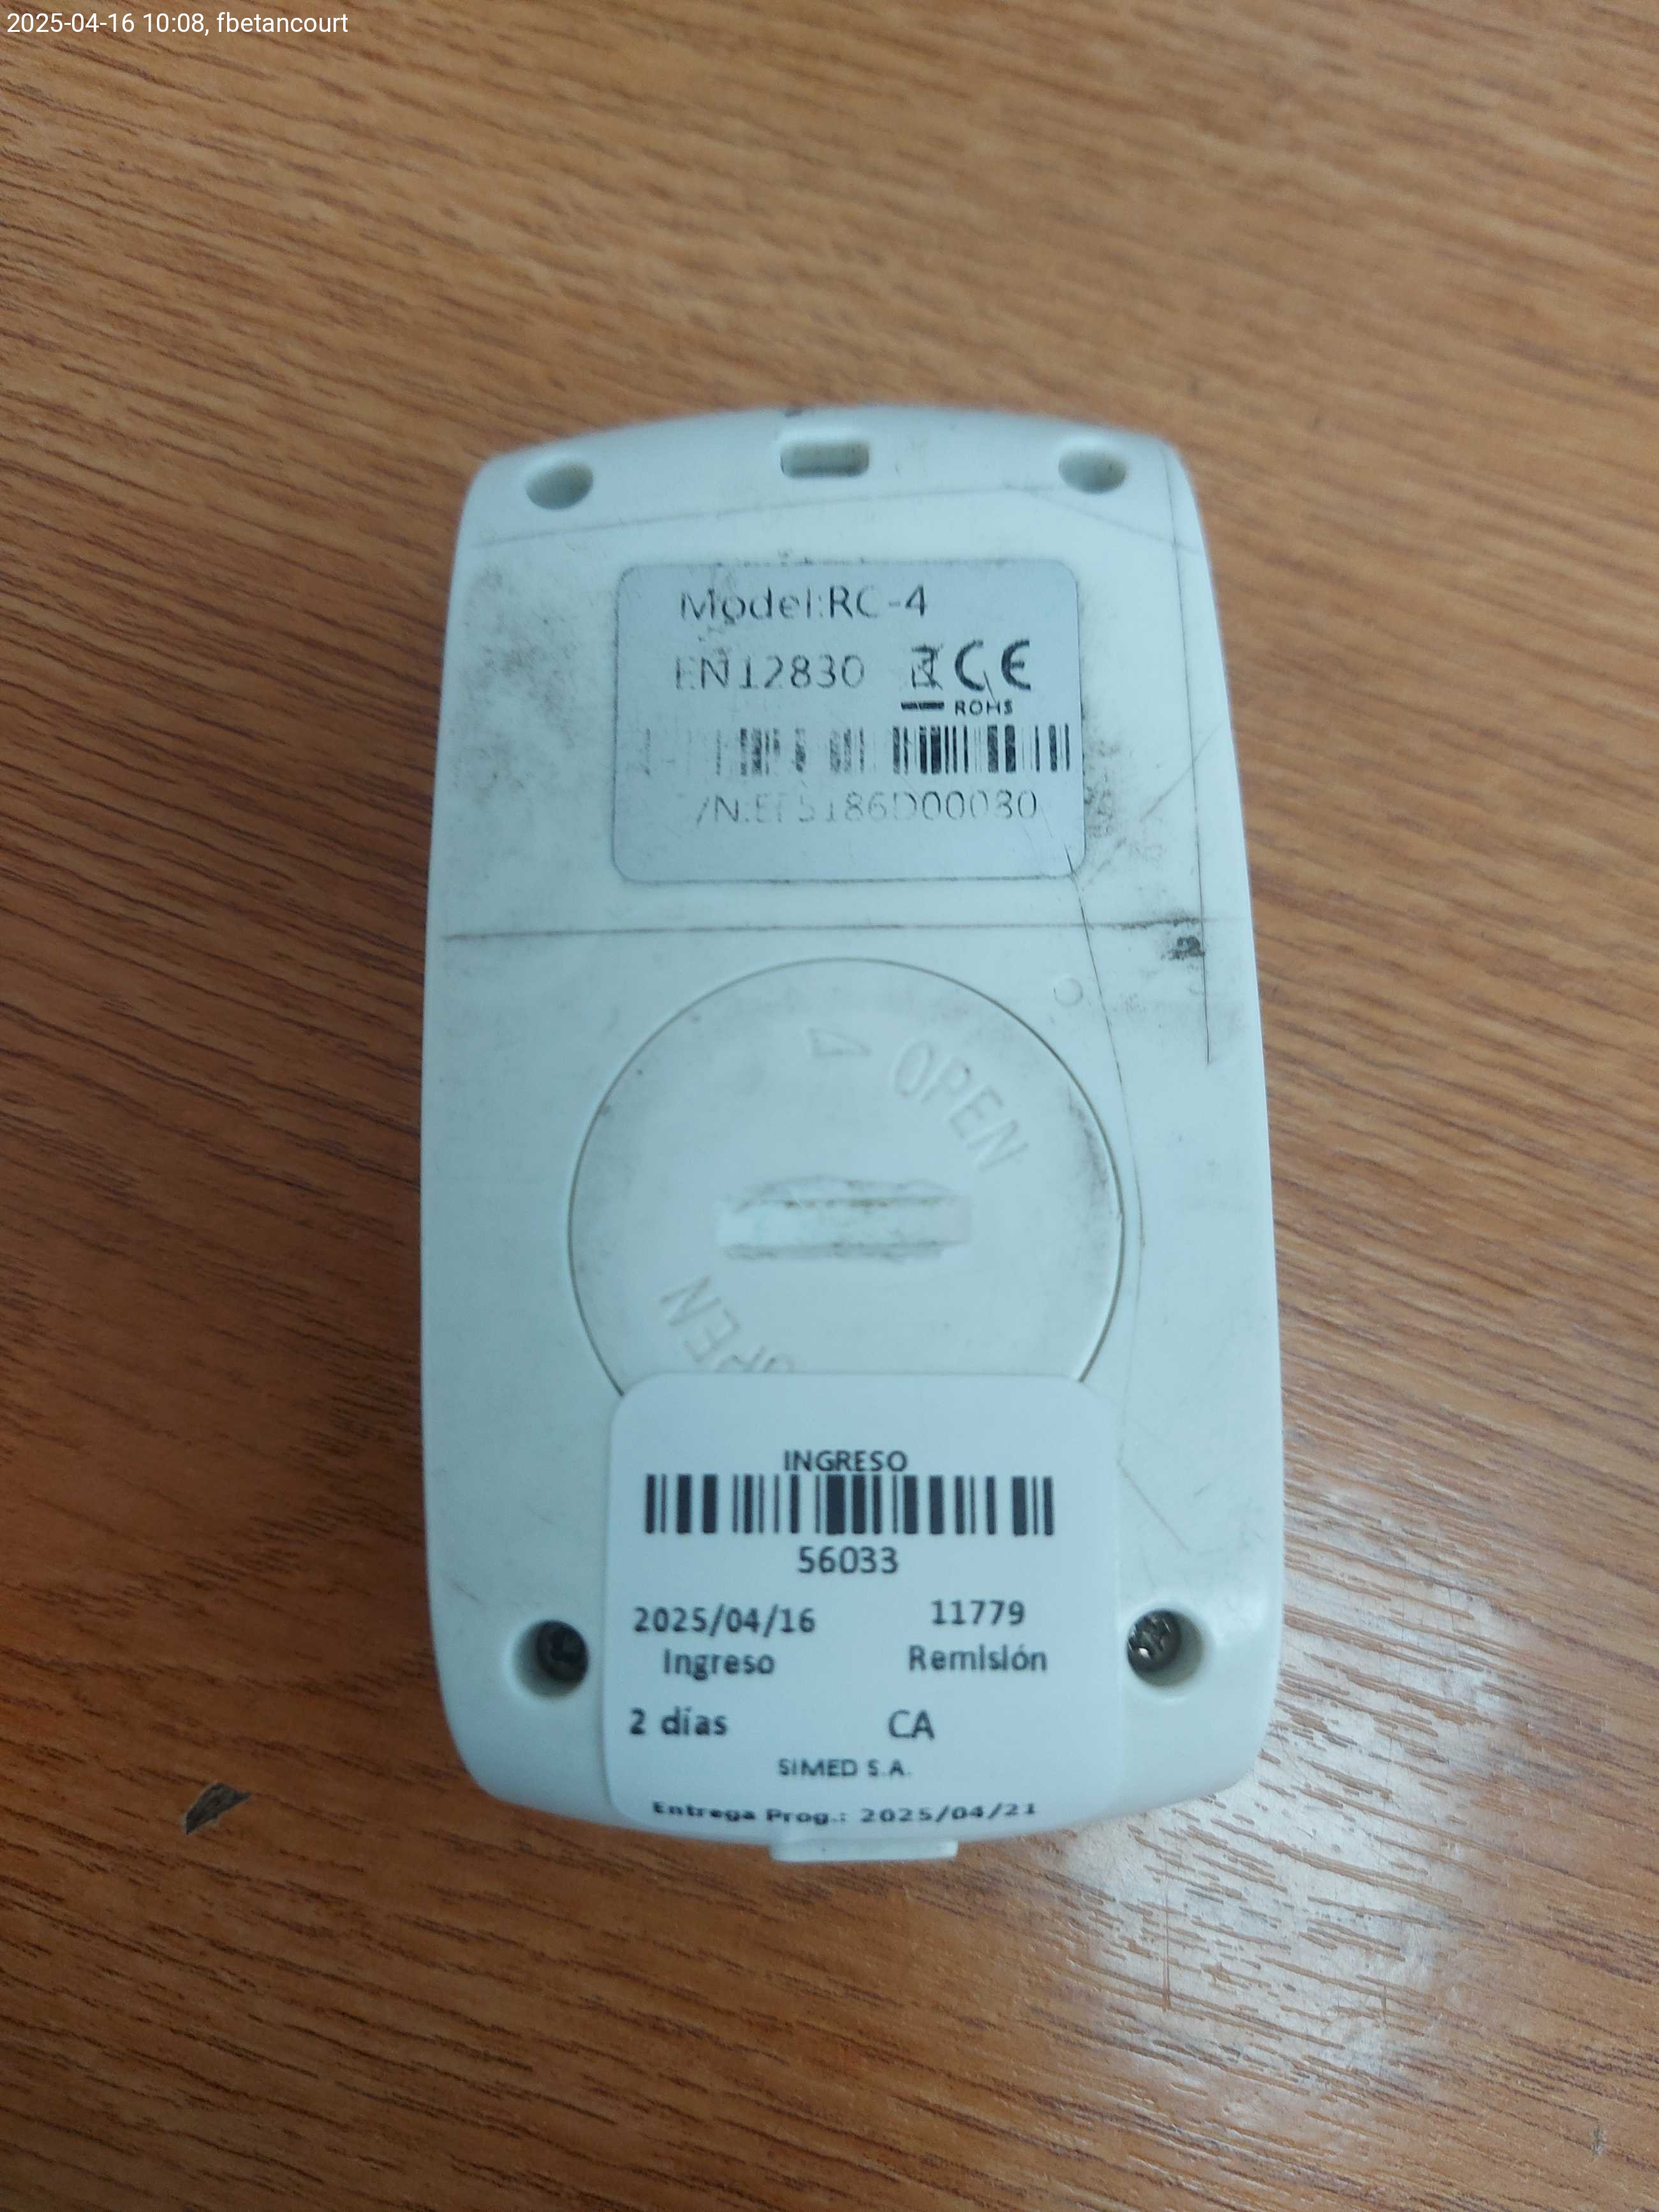 2025-04-16 10:08, fbetancourt
Model:RC-4
EN12830 CE
ROHS
OPEN
OPEN
INGRESO
56033
2025/04/16 11779
Ingreso Remisión
2 días CA
SIMED S.A.
Entrega Prog.: 2025/04/21